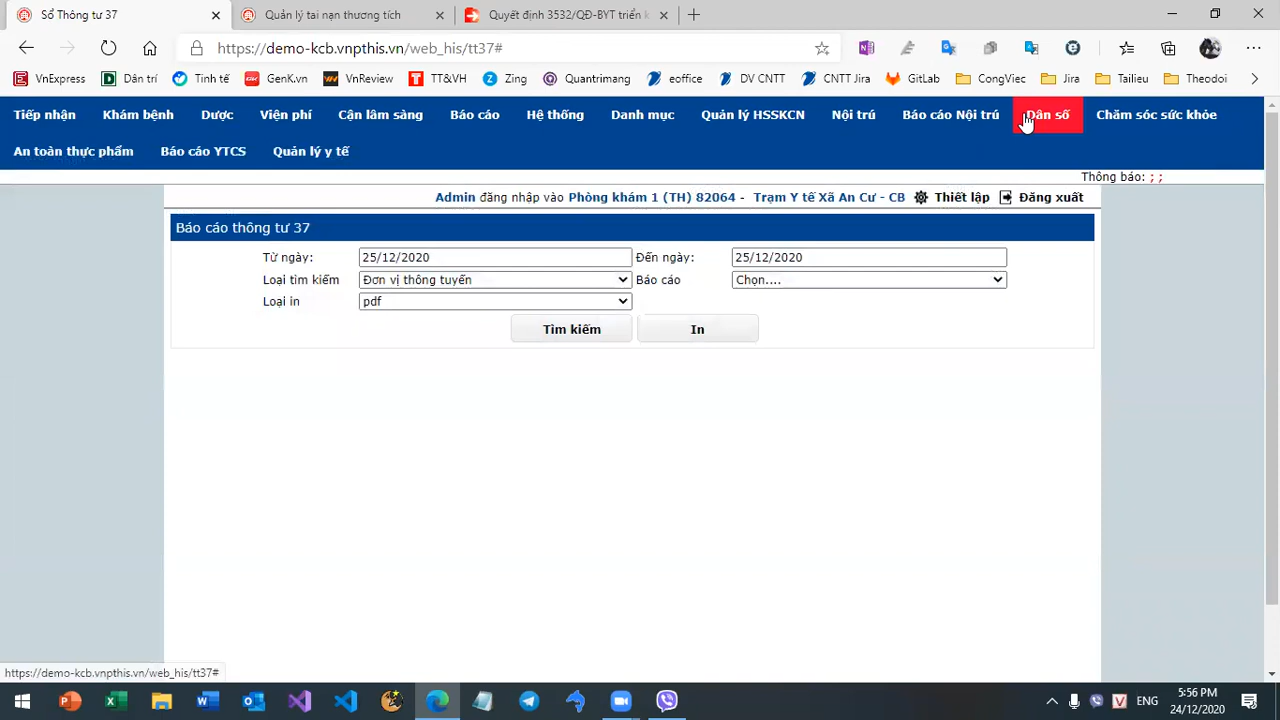 Sổ Thông tư 37
Quản lý tai nạn thương tích
Quyết định 3532/QĐ-BYT triển k
https://demo-kcb.vnpthis.vn/web_his/tt37#
VnExpress Dân trí Tinh tế GenK.vn VnReview TT&VH Zing Quantrimang eoffice DV CNTT CNTT Jira GitLab CongViec Jira Tailieu Theodoi
Tiếp nhận Khám bệnh Dược Viện phí Cận lâm sàng Báo cáo Hệ thống Danh mục Quản lý HSSKCN Nội trú Báo cáo Nội trú Dân số Chăm sóc sức khỏe
An toàn thực phẩm Báo cáo YTCS Quản lý y tế
Thông báo: ; ;
Admin đăng nhập vào Phòng khám 1 (TH) 82064 - Trạm Y tế Xã An Cư - CB Thiết lập Đăng xuất
Báo cáo thông tư 37
Từ ngày: 25/12/2020 Đến ngày: 25/12/2020
Loại tìm kiếm Đơn vị thông tuyến Báo cáo Chọn....
Loại in pdf
Tìm kiếm In
https://demo-kcb.vnpthis.vn/web_his/tt37#
ENG
5:56 PM
24/12/2020